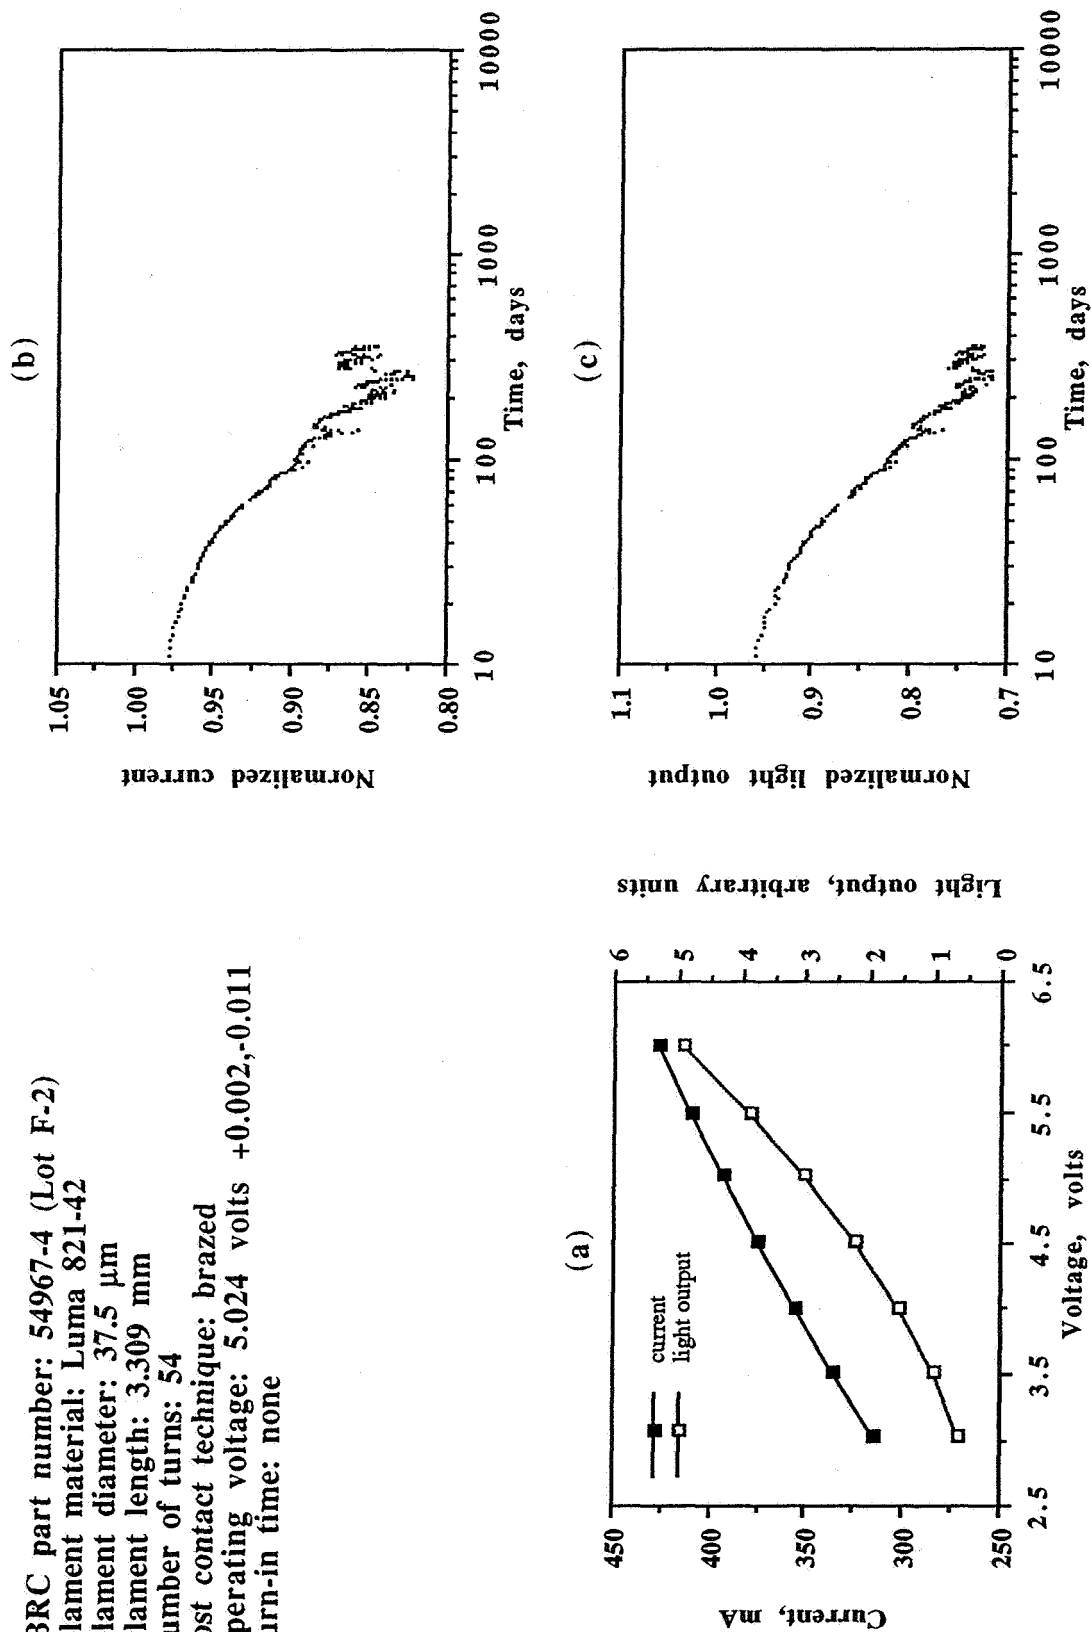 BRC part number: 54967-4 (Lot F-2)
lament material: Luma 821-42
lament diameter: 37.5 μm
lament length: 3.309 mm
umber of turns: 54
ost contact technique: brazed
perating voltage: 5.024 volts +0.002,-0.011
urn-in time: none
(b)
Normalized current
1.05
1.00
0.95
0.90
0.85
0.80
10
100
1000
10000
Time, days
(a)
Current, mA
450
400
350
300
250
current
light output
2.5
3.5
4.5
5.5
6.5
Voltage, volts
6
5
4
3
2
1
0
Light output, arbitrary units
(c)
Normalized light output
1.1
1.0
0.9
0.8
0.7
10
100
1000
10000
Time, days